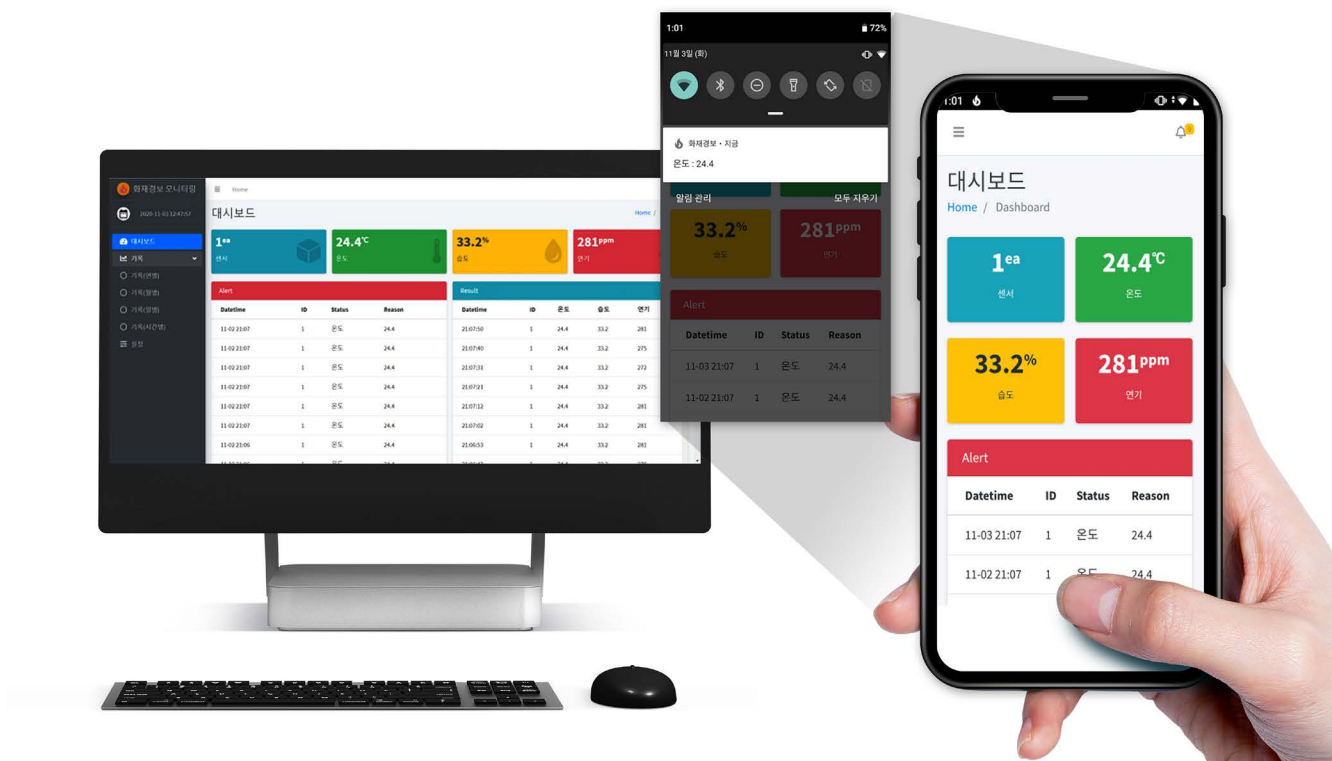 화재경보 모니터링
2020-11-03 12:47:57
대시보드
기록
기록(연별)
기록(월별)
기록(일별)
기록(시간별)
설정
Home
대시보드
Home /
1ea
센서
24.4℃
온도
33.2%
습도
281ppm
연기
Alert
Datetime ID Status Reason
11-02 21:07 1 온도 24.4
11-02 21:07 1 온도 24.4
11-02 21:07 1 온도 24.4
11-02 21:07 1 온도 24.4
11-02 21:07 1 온도 24.4
11-02 21:07 1 온도 24.4
11-02 21:06 1 온도 24.4
Result
Datetime ID 온도 습도 연기
21:07:50 1 24.4 33.2 281
21:07:40 1 24.4 33.2 275
21:07:31 1 24.4 33.2 272
21:07:21 1 24.4 33.2 275
21:07:12 1 24.4 33.2 281
21:07:02 1 24.4 33.2 281
21:06:53 1 24.4 33.2 281
1:01 72%
11월 3일 (화)
화재경보 • 지금
온도 : 24.4
알림 관리 모두 지우기
33.2% 281ppm
습도 연기
Alert
Datetime ID Status Reason
11-03 21:07 1 온도 24.4
11-02 21:07 1 온도 24.4
1:01
대시보드
Home / Dashboard
1ea 24.4℃
센서 온도
33.2% 281ppm
습도 연기
Alert
Datetime ID Status Reason
11-03 21:07 1 온도 24.4
11-02 21:07 1 온도 24.4